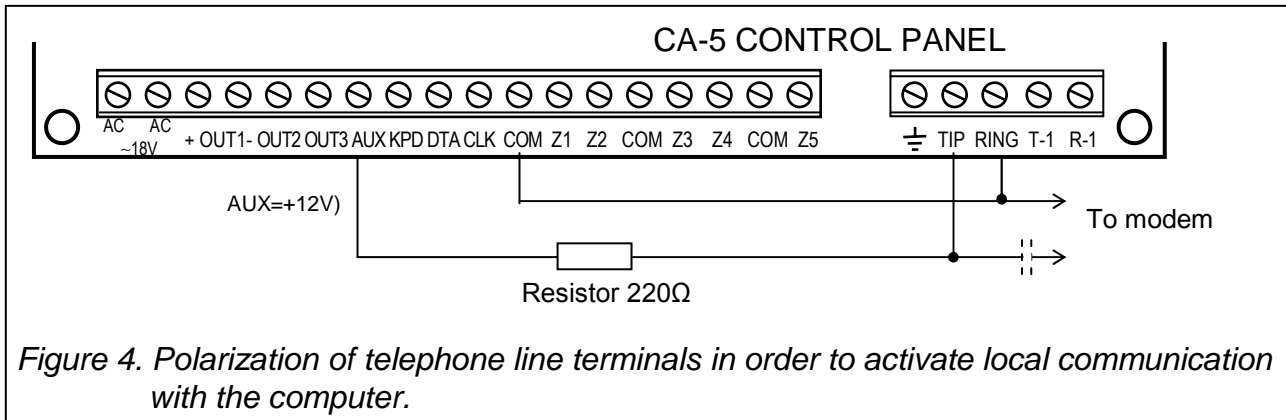 CA-5 CONTROL PANEL
AC AC + OUT1- OUT2 OUT3 AUX KPD DTA CLK COM Z1 Z2 COM Z3 Z4 COM Z5 TIP RING T-1 R-1
~18V
AUX=+12V)
To modem
Resistor 220Ω
Figure 4. Polarization of telephone line terminals in order to activate local communication
with the computer.